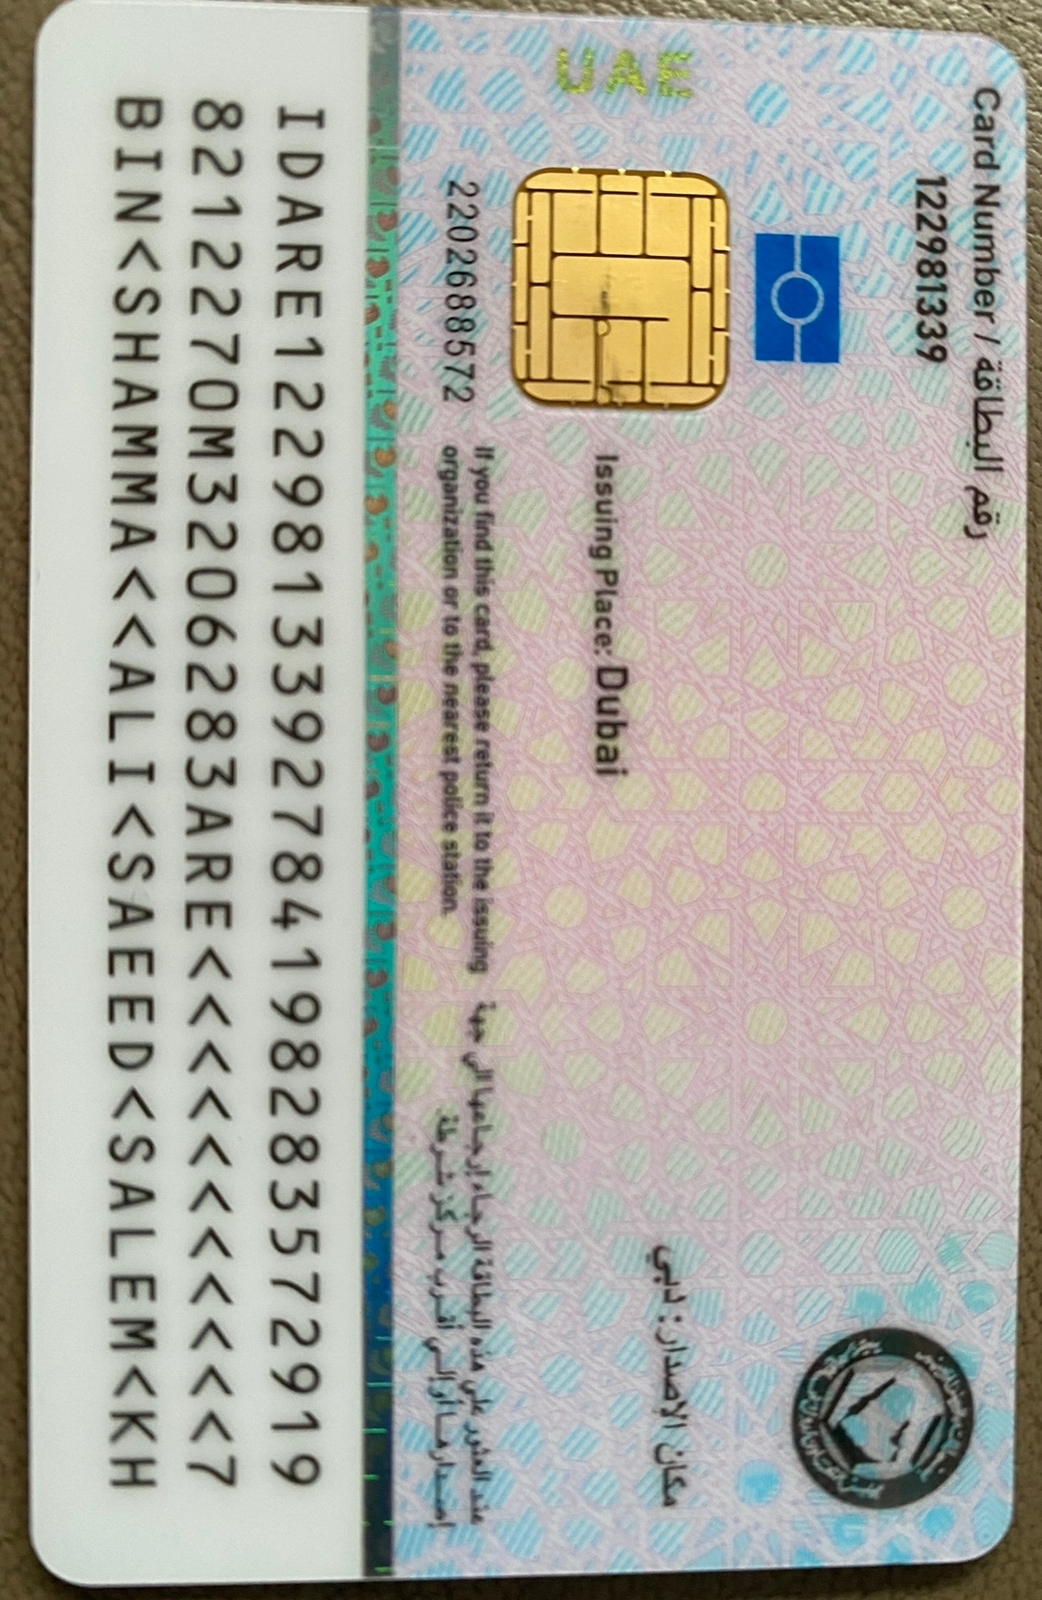 Card Number / رقم البطاقة
122981339
UAE
Issuing Place: Dubai
مكان الإصدار: دبي
2202688572
If you find this card, please return it to the issuing
organization or to the nearest police station.
عند العثور على هذه البطاقة الرجاء إرجاعها الى جهة
إصدارها أو إلى أقرب مركز شرطة.
IDARE1229813392784198283572919
8212270M3206283ARE<<<<<<<<<<<7
BIN<SHAMMA<<ALI<SAEED<SALEM<KH